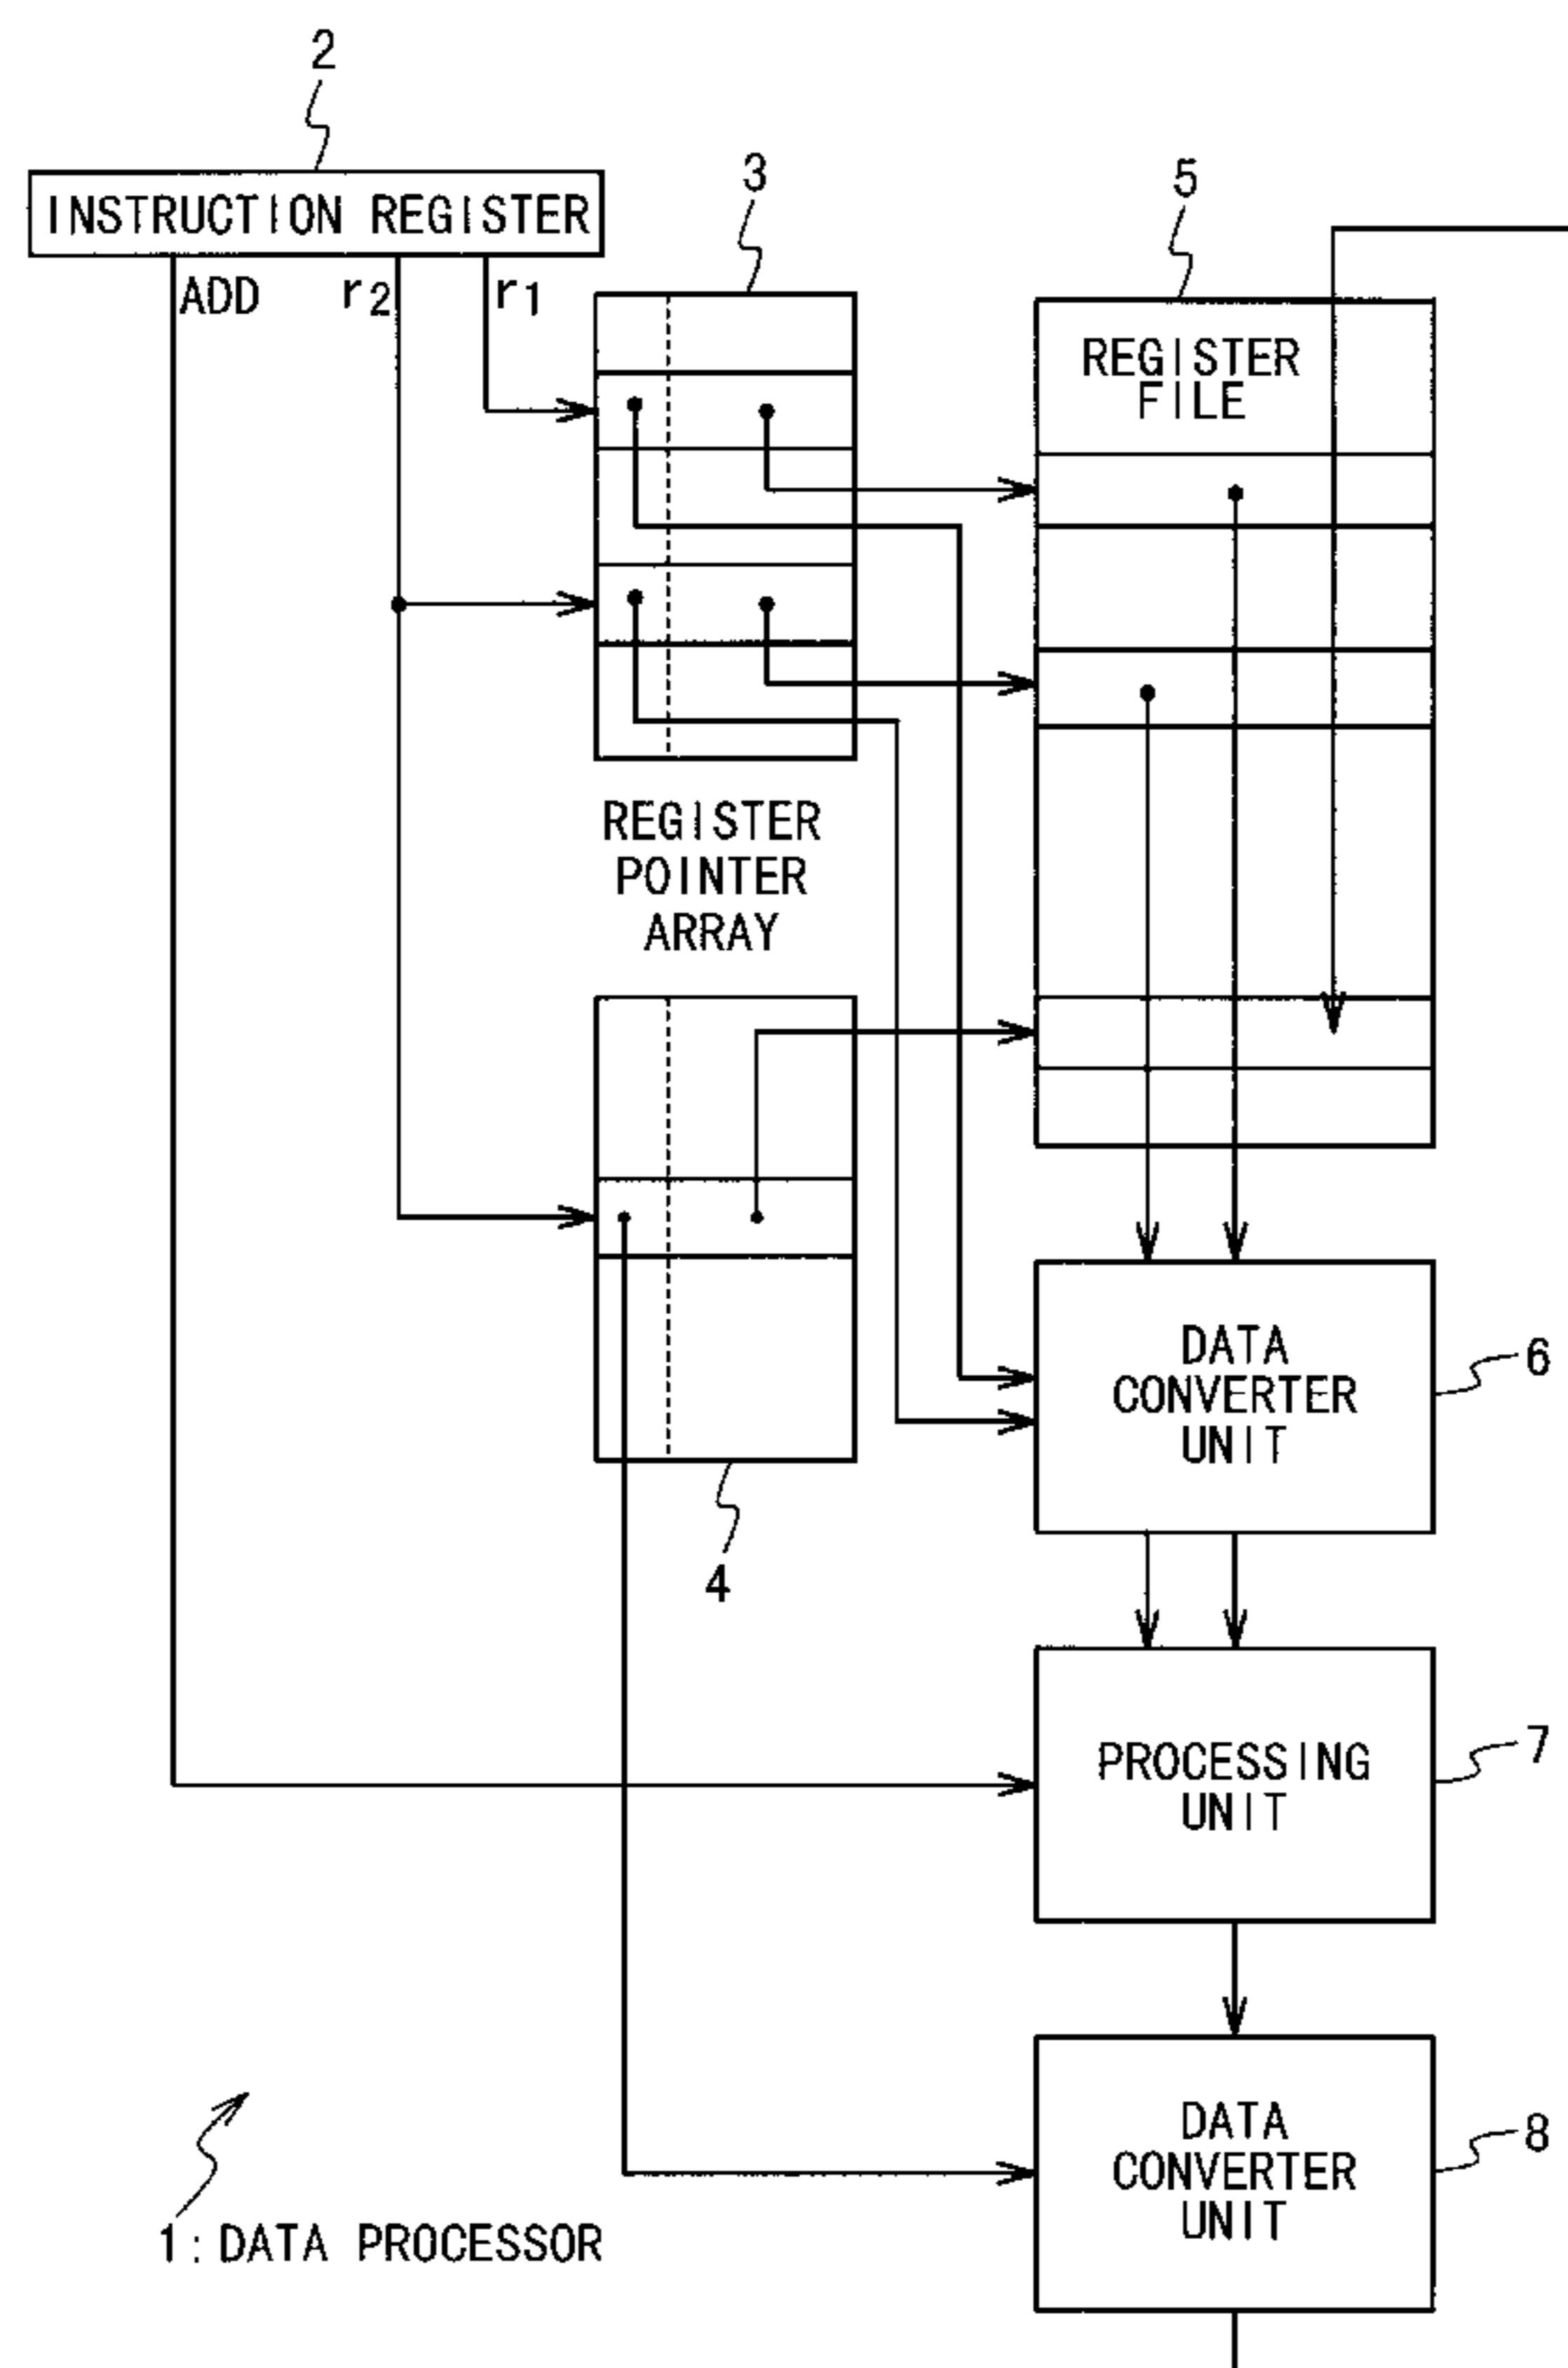 2
INSTRUCTION REGISTER
3
5
ADD
r2
r1
REGISTER
FILE
REGISTER
POINTER
ARRAY
DATA
CONVERTER
UNIT
6
4
PROCESSING
UNIT
7
DATA
CONVERTER
UNIT
8
1: DATA PROCESSOR